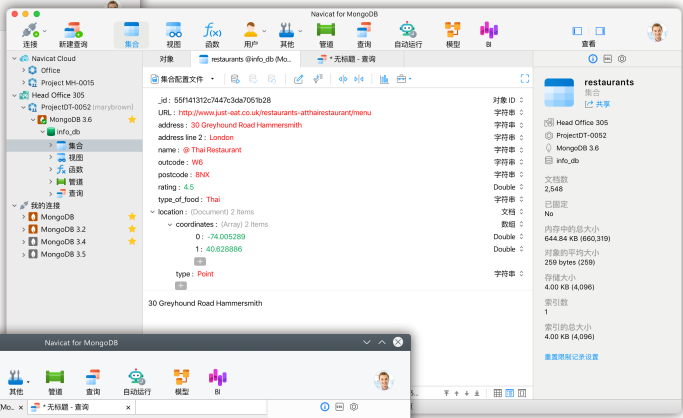 Navicat for MongoDB
连接
新建查询
集合
视图
函数
用户
其他
管道
查询
自动运行
模型
BI
查看
对象
restaurants @info_db (Mo...
* 无标题 - 查询
Navicat Cloud
Office
Project MH-0015
Head Office 305
ProjectDT-0052 (marybrown)
MongoDB 3.6
info_db
集合
视图
函数
管道
查询
我的连接
MongoDB
MongoDB 3.2
MongoDB 3.4
MongoDB 3.5
集合配置文件
_id : 55f141312c7447c3da7051b28 对象 ID
URL : http://www.just-eat.co.uk/restaurants-atthairestaurant/menu 字符串
address : 30 Greyhound Road Hammersmith 字符串
address line 2 : London 字符串
name : @ Thai Restaurant 字符串
outcode : W6 字符串
postcode : 8NX 字符串
rating : 4.5 Double
type_of_food : Thai 字符串
location : (Document) 2 Items 文档
coordinates : (Array) 2 Items 数组
0 : -74.005289 Double
1 : 40.628886 Double
type : Point 字符串
30 Greyhound Road Hammersmith
restaurants
集合
共享
Head Office 305
ProjectDT-0052
MongoDB 3.6
info_db
文档数
2,548
已固定
No
内存中的总大小
644.84 KB (660,319)
对象的平均大小
259 bytes (259)
存储大小
4.00 KB (4,096)
索引数
1
索引的总大小
4.00 KB (4,096)
重置限制记录设置
Navicat for MongoDB
其他
管道
查询
自动运行
模型
BI
(Mo...
* 无标题 - 查询